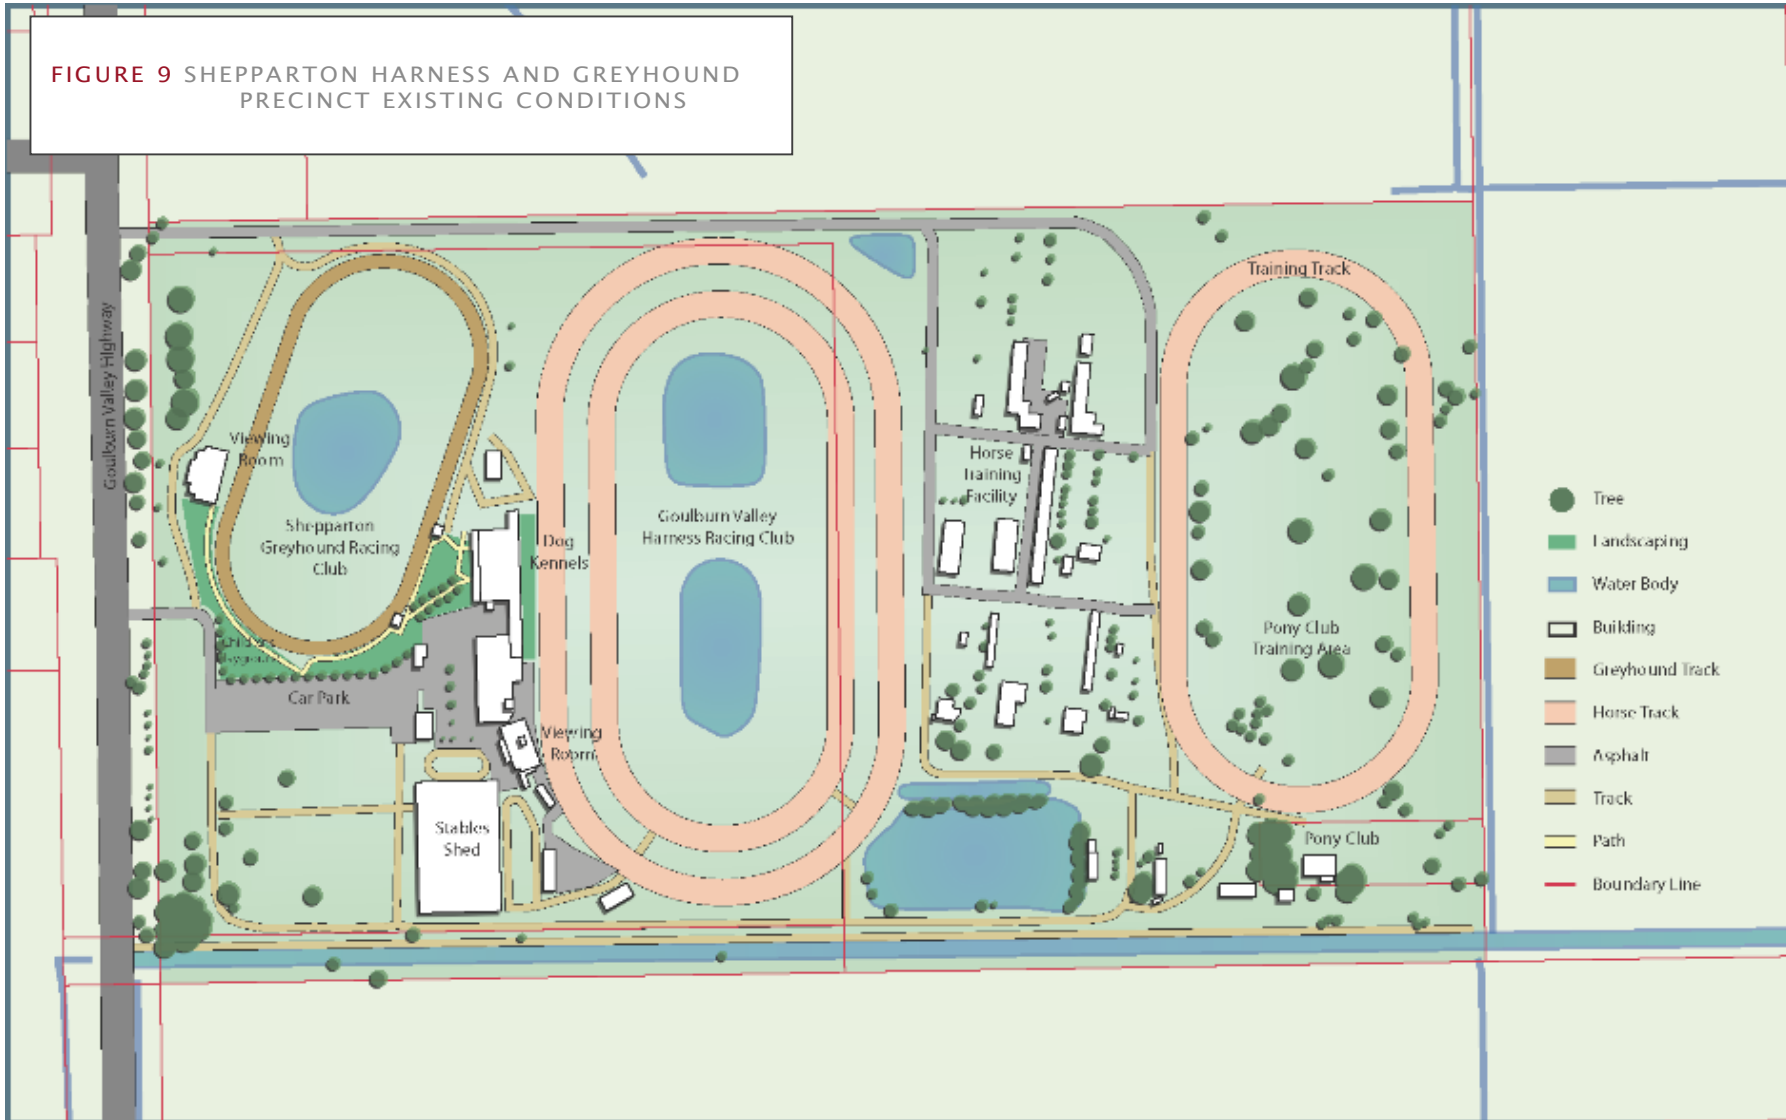 FIGURE 9 SHEPPARTON HARNESS AND GREYHOUND
PRECINCT EXISTING CONDITIONS
Goulburn Valley Highway
Training Track
Viewing
Room
Shepparton
Greyhound Racing
Club
Dog
Kennels
Goulburn Valley
Harness Racing Club
Horse
Training
Facility
Pony Club
Training Area
Children's
Playground
Car Park
Viewing
Room
Stables
Shed
Pony Club
Tree
Landscaping
Water Body
Building
Greyhound Track
Horse Track
Asphalt
Track
Path
Boundary Line